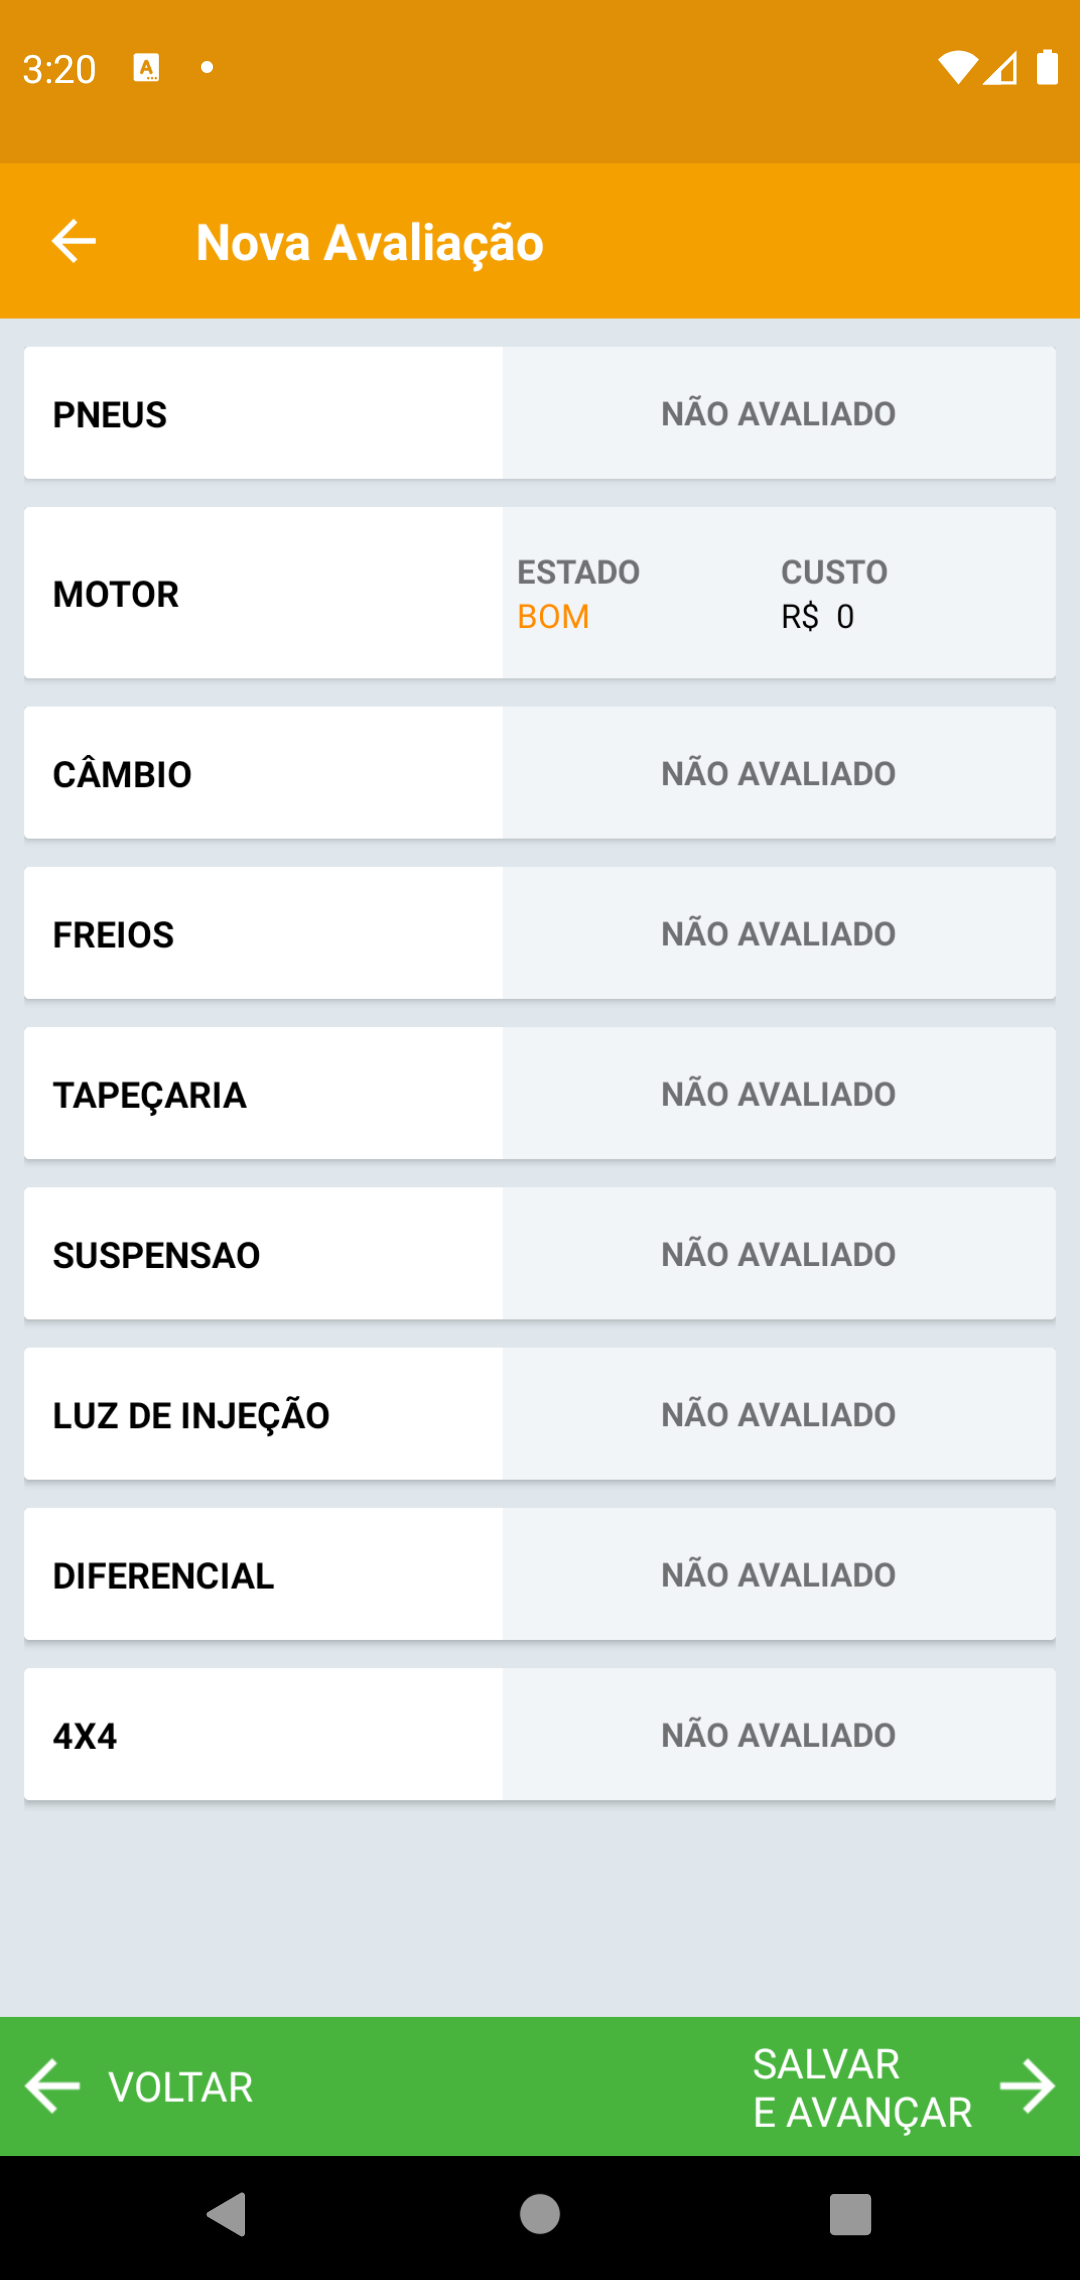 3:20
Nova Avaliação
PNEUS
NÃO AVALIADO
MOTOR
ESTADO
CUSTO
BOM
R$ 0
CÂMBIO
NÃO AVALIADO
FREIOS
NÃO AVALIADO
TAPEÇARIA
NÃO AVALIADO
SUSPENSAO
NÃO AVALIADO
LUZ DE INJEÇÃO
NÃO AVALIADO
DIFERENCIAL
NÃO AVALIADO
4X4
NÃO AVALIADO
VOLTAR
SALVAR
E AVANÇAR